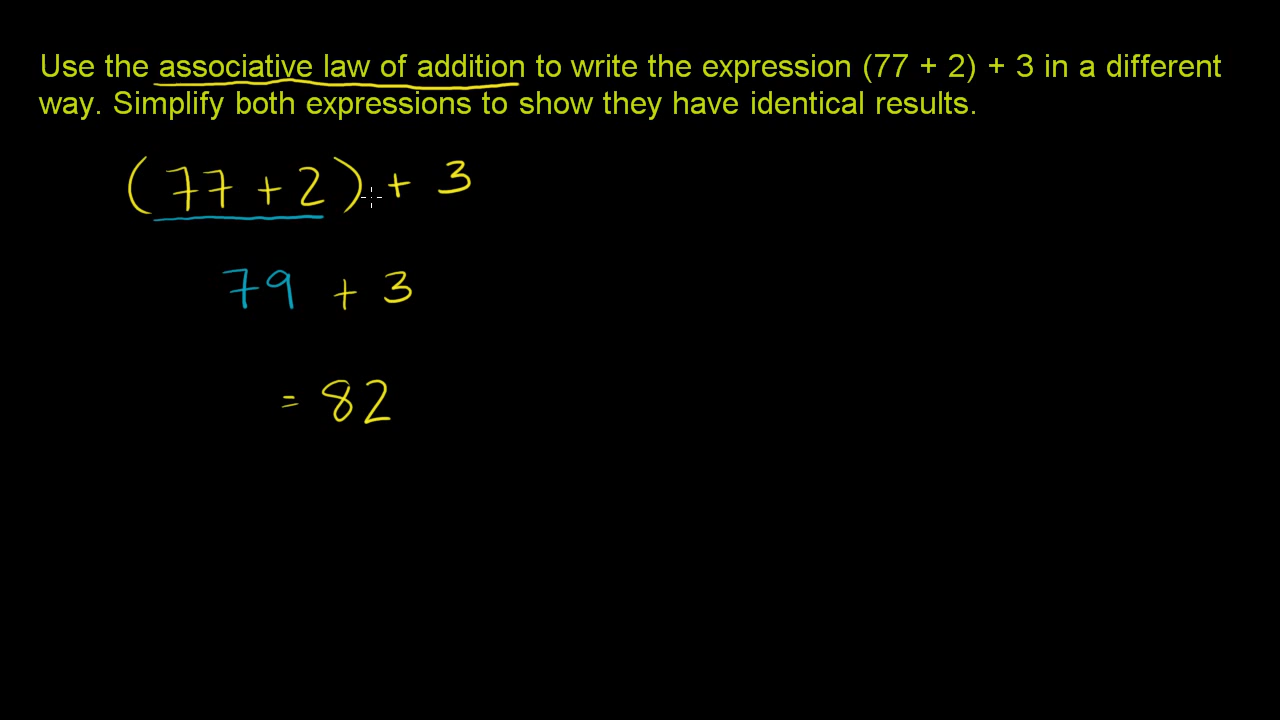 Use the associative law of addition to write the expression (77 + 2) + 3 in a different
way. Simplify both expressions to show they have identical results.
(77 + 2) + 3
79 + 3
= 82